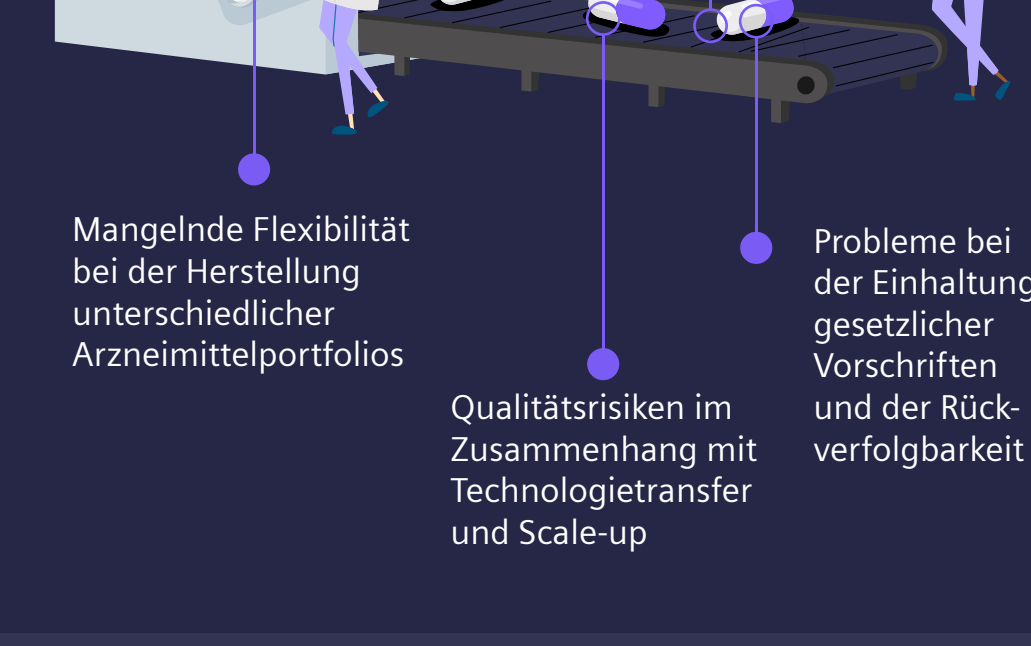 Mangelnde Flexibilität
bei der Herstellung
unterschiedlicher
Arzneimittelportfolios
Qualitätsrisiken im
Zusammenhang mit
Technologietransfer
und Scale-up
Probleme bei
der Einhaltung
gesetzlicher
Vorschriften
und der Rück-
verfolgbarkeit